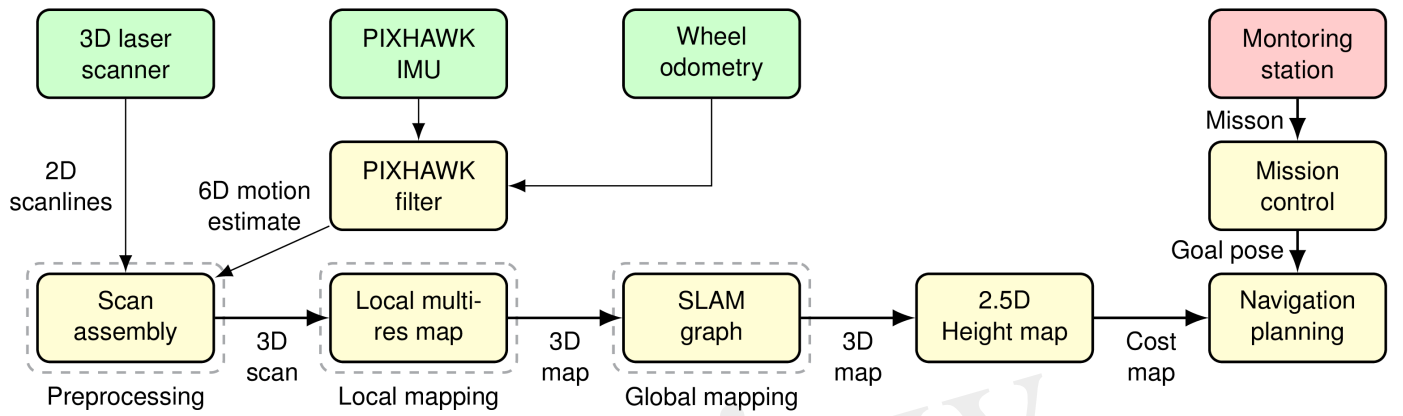 3D laser
scanner
PIXHAWK
IMU
Wheel
odometry
Montoring
station
Misson
2D
scanlines
6D motion
estimate
PIXHAWK
filter
Mission
control
Goal pose
Scan
assembly
3D
scan
Local multi-
res map
3D
map
SLAM
graph
3D
map
2.5D
Height map
Cost
map
Navigation
planning
Preprocessing
Local mapping
Global mapping